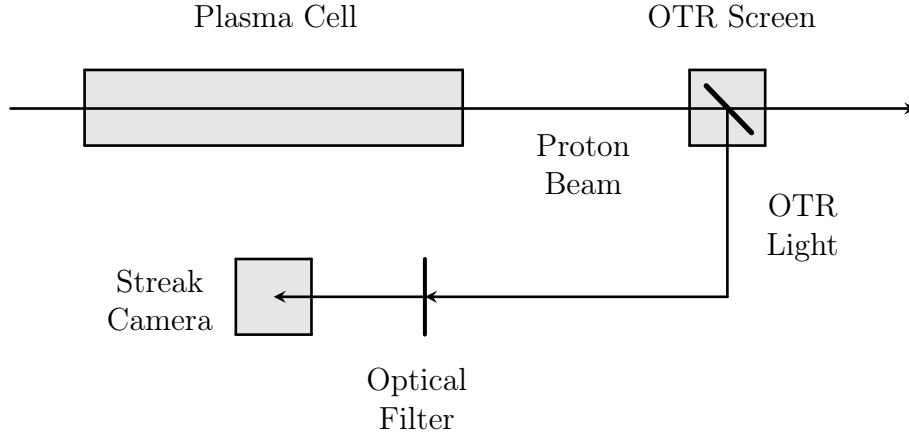 Plasma Cell
OTR Screen
Proton
Beam
OTR
Light
Streak
Camera
Optical
Filter